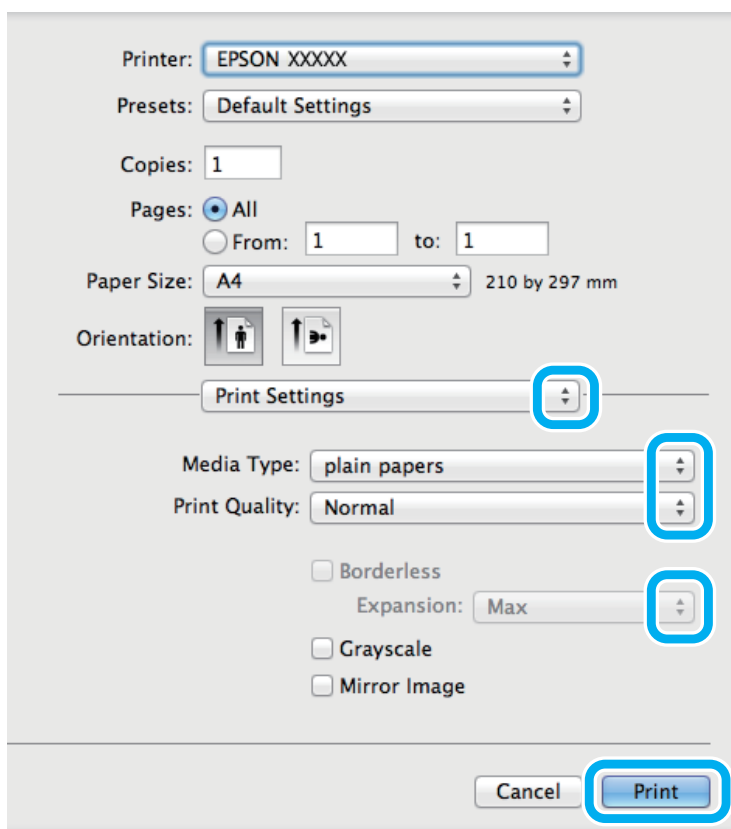 Printer: EPSON XXXXX
Presets: Default Settings
Copies: 1
Pages: All
From: 1 to: 1
Paper Size: A4 210 by 297 mm
Orientation:
Print Settings
Media Type: plain papers
Print Quality: Normal
Borderless
Expansion: Max
Grayscale
Mirror Image
Cancel Print